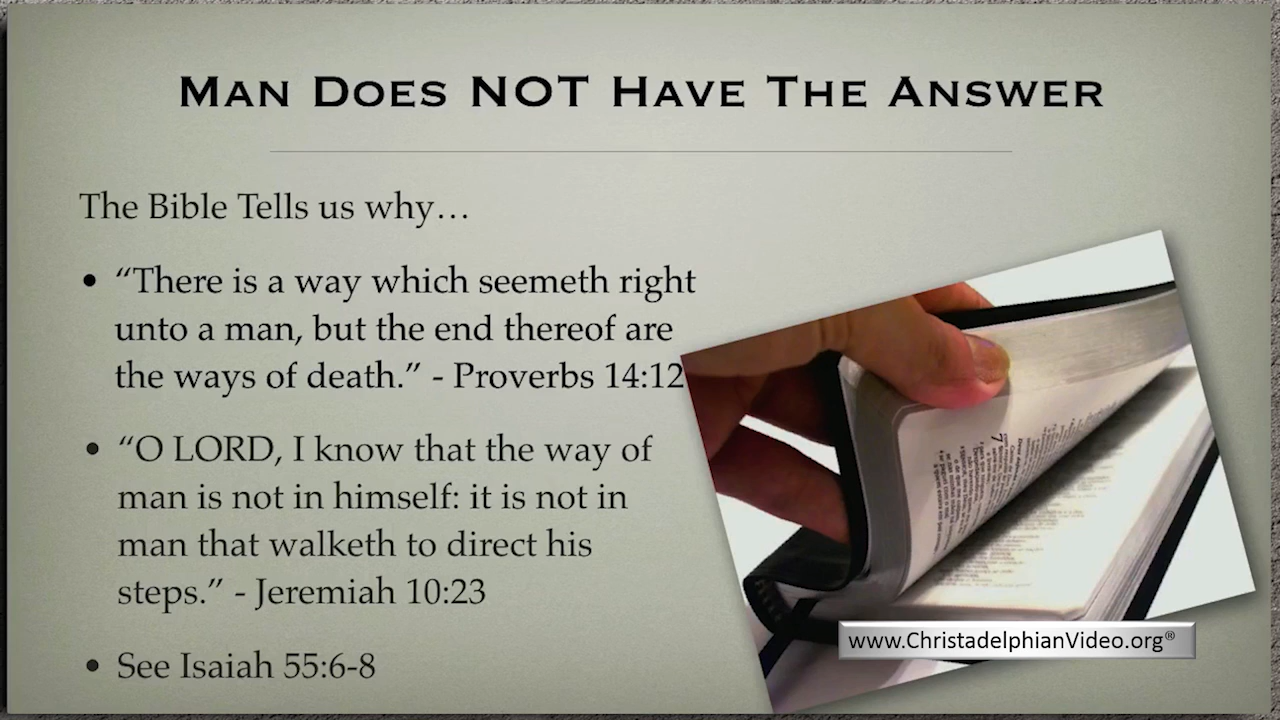 Man Does NOT Have The Answer
The Bible Tells us why…
• “There is a way which seemeth right
unto a man, but the end thereof are
the ways of death.” - Proverbs 14:12
• “O LORD, I know that the way of
man is not in himself: it is not in
man that walketh to direct his
steps.” - Jeremiah 10:23
• See Isaiah 55:6-8
7
www.ChristadelphianVideo.org®